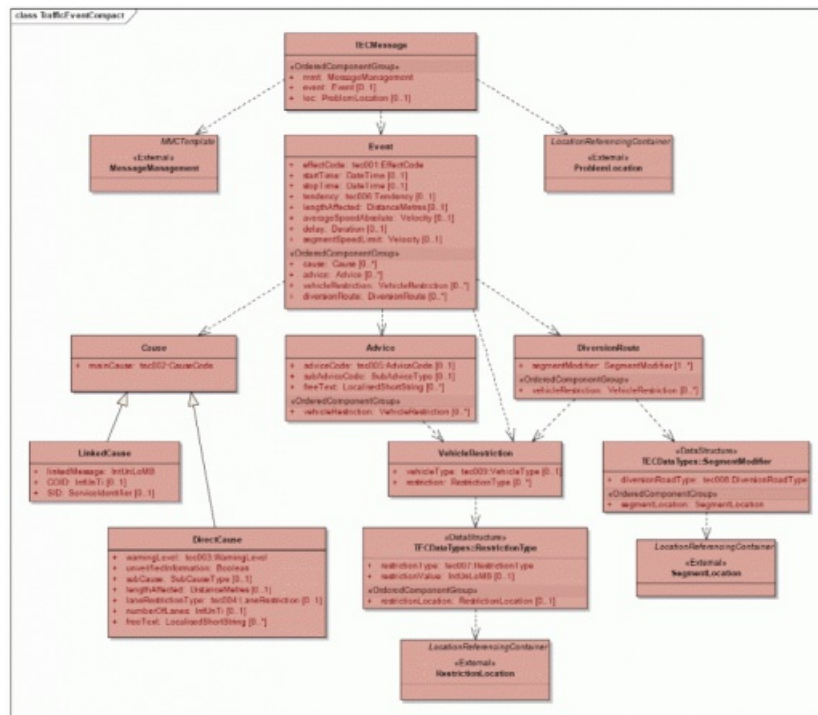 class TrafficEventCompact
TECMessage
«OrderedComponentGroup»
+ mmt: MessageManagement
+ event: Event [0..1]
+ loc: ProblemLocation [0..1]
MMCTemplate
«External»
MessageManagement
Event
+ effectCode: tec001:EffectCode
+ startTime: DateTime [0..1]
+ stopTime: DateTime [0..1]
+ tendency: tec006:Tendency [0..1]
+ lengthAffected: DistanceMetres [0..1]
+ averageSpeedAbsolute: Velocity [0..1]
+ delay: Duration [0..1]
+ segmentSpeedLimit: Velocity [0..1]
«OrderedComponentGroup»
+ cause: Cause [0..*]
+ advice: Advice [0..*]
+ vehicleRestriction: VehicleRestriction [0..*]
+ diversionRoute: DiversionRoute [0..*]
LocationReferencingContainer
«External»
ProblemLocation
Cause
+ mainCause: tec002:CauseCode
Advice
+ adviceCode: tec005:AdviceCode [0..1]
+ subAdviceCode: SubAdviceType [0..1]
+ freeText: LocalisedShortString [0..*]
«OrderedComponentGroup»
+ vehicleRestriction: VehicleRestriction [0..*]
DiversionRoute
+ segmentModifier: SegmentModifier [1..*]
«OrderedComponentGroup»
+ vehicleRestriction: VehicleRestriction [0..*]
LinkedCause
+ linkedMessage: IntUnLoMB
+ COID: IntUnTi [0..1]
+ SID: ServiceIdentifier [0..1]
VehicleRestriction
+ vehicleType: tec009:VehicleType [0..1]
+ restriction: RestrictionType [0..*]
«DataStructure»
TECDataTypes::SegmentModifier
+ diversionRoadType: tec008:DiversionRoadType
«OrderedComponentGroup»
+ segmentLocation: SegmentLocation
DirectCause
+ warningLevel: tec003:WarningLevel
+ unverifiedInformation: Boolean
+ subCause: SubCauseType [0..1]
+ lengthAffected: DistanceMetres [0..1]
+ laneRestrictionType: tec004:LaneRestriction [0..1]
+ numberOfLanes: IntUnTi [0..1]
+ freeText: LocalisedShortString [0..*]
«DataStructure»
TECDataTypes::RestrictionType
+ restrictionType: tec007:RestrictionType
+ restrictionValue: IntUnLoMB [0..1]
«OrderedComponentGroup»
+ restrictionLocation: RestrictionLocation [0..1]
LocationReferencingContainer
«External»
SegmentLocation
LocationReferencingContainer
«External»
RestrictionLocation